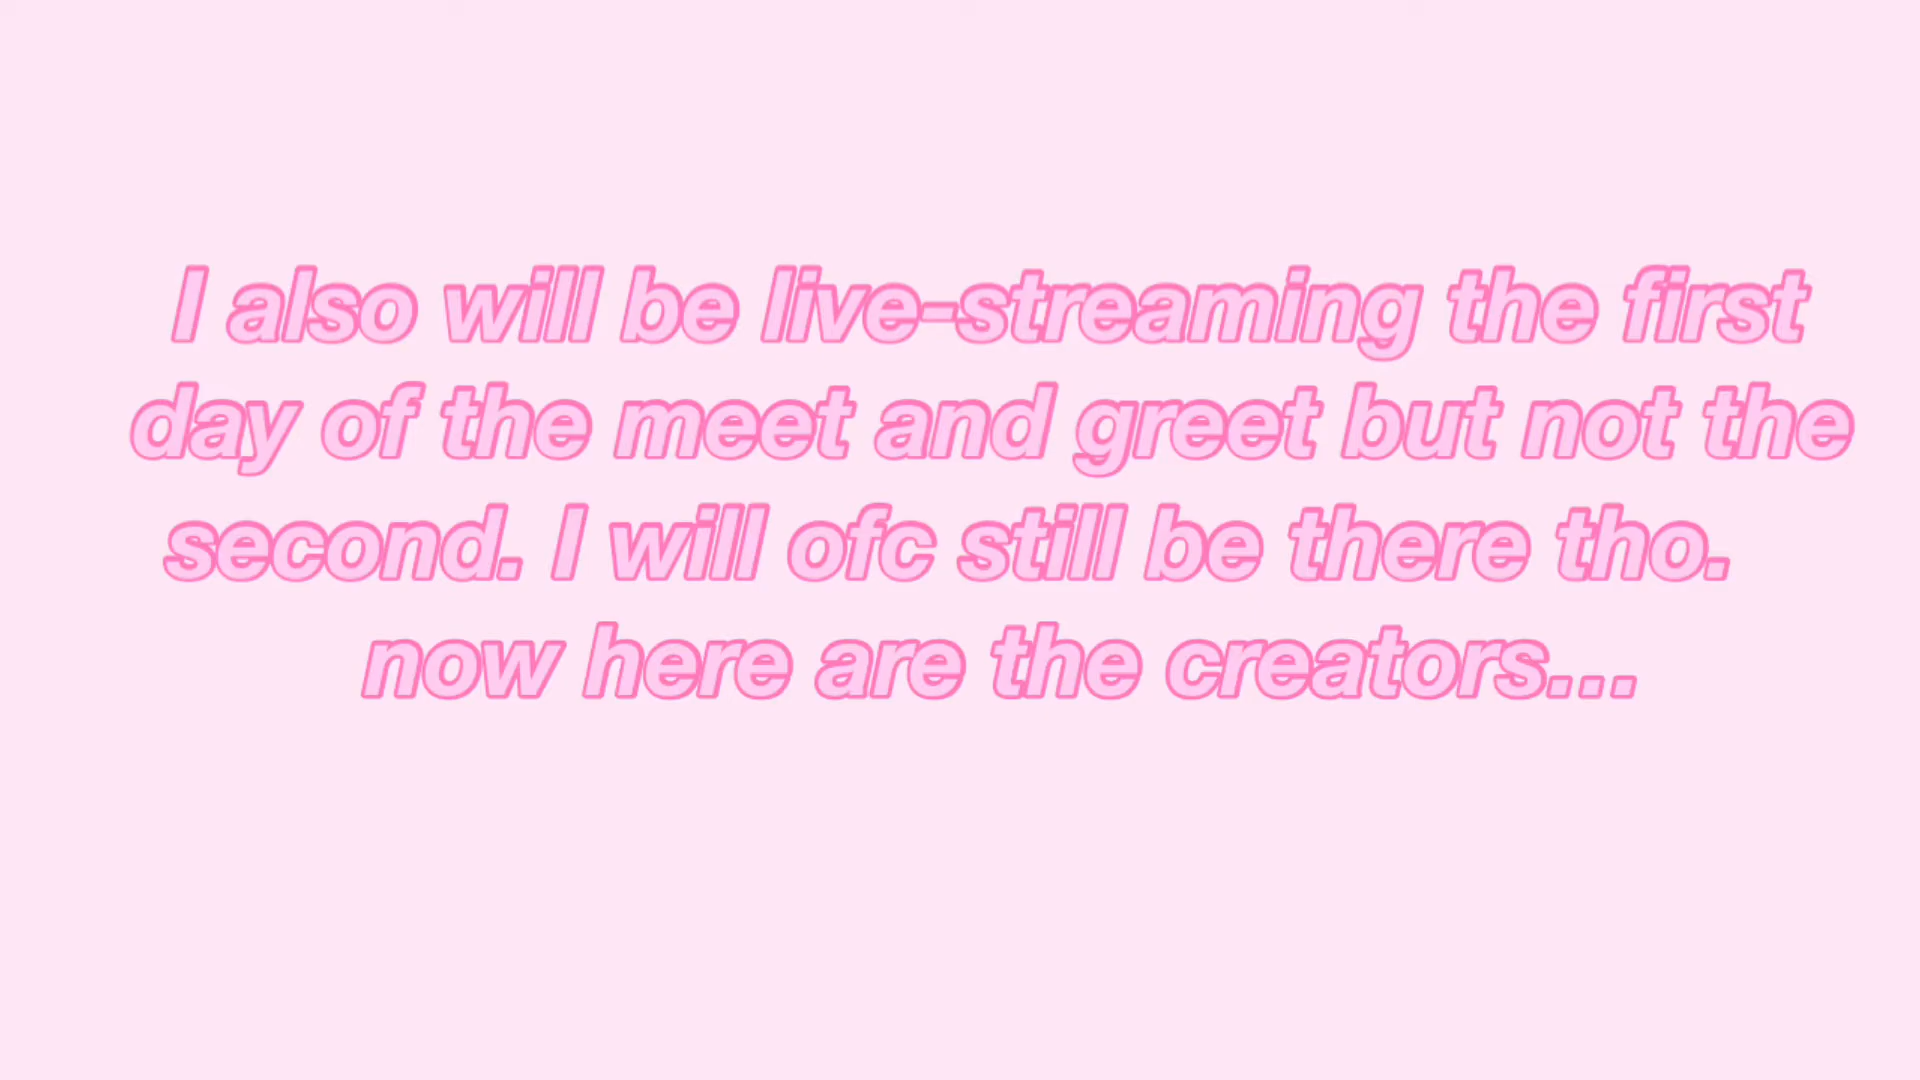 I also will be live-streaming the first
day of the meet and greet but not the
second. I will ofc still be there tho.
now here are the creators...